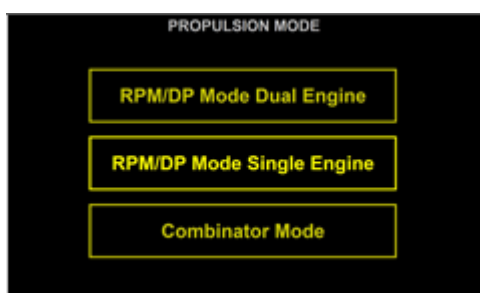 PROPULSION MODE
RPM/DP Mode Dual Engine
RPM/DP Mode Single Engine
Combinator Mode